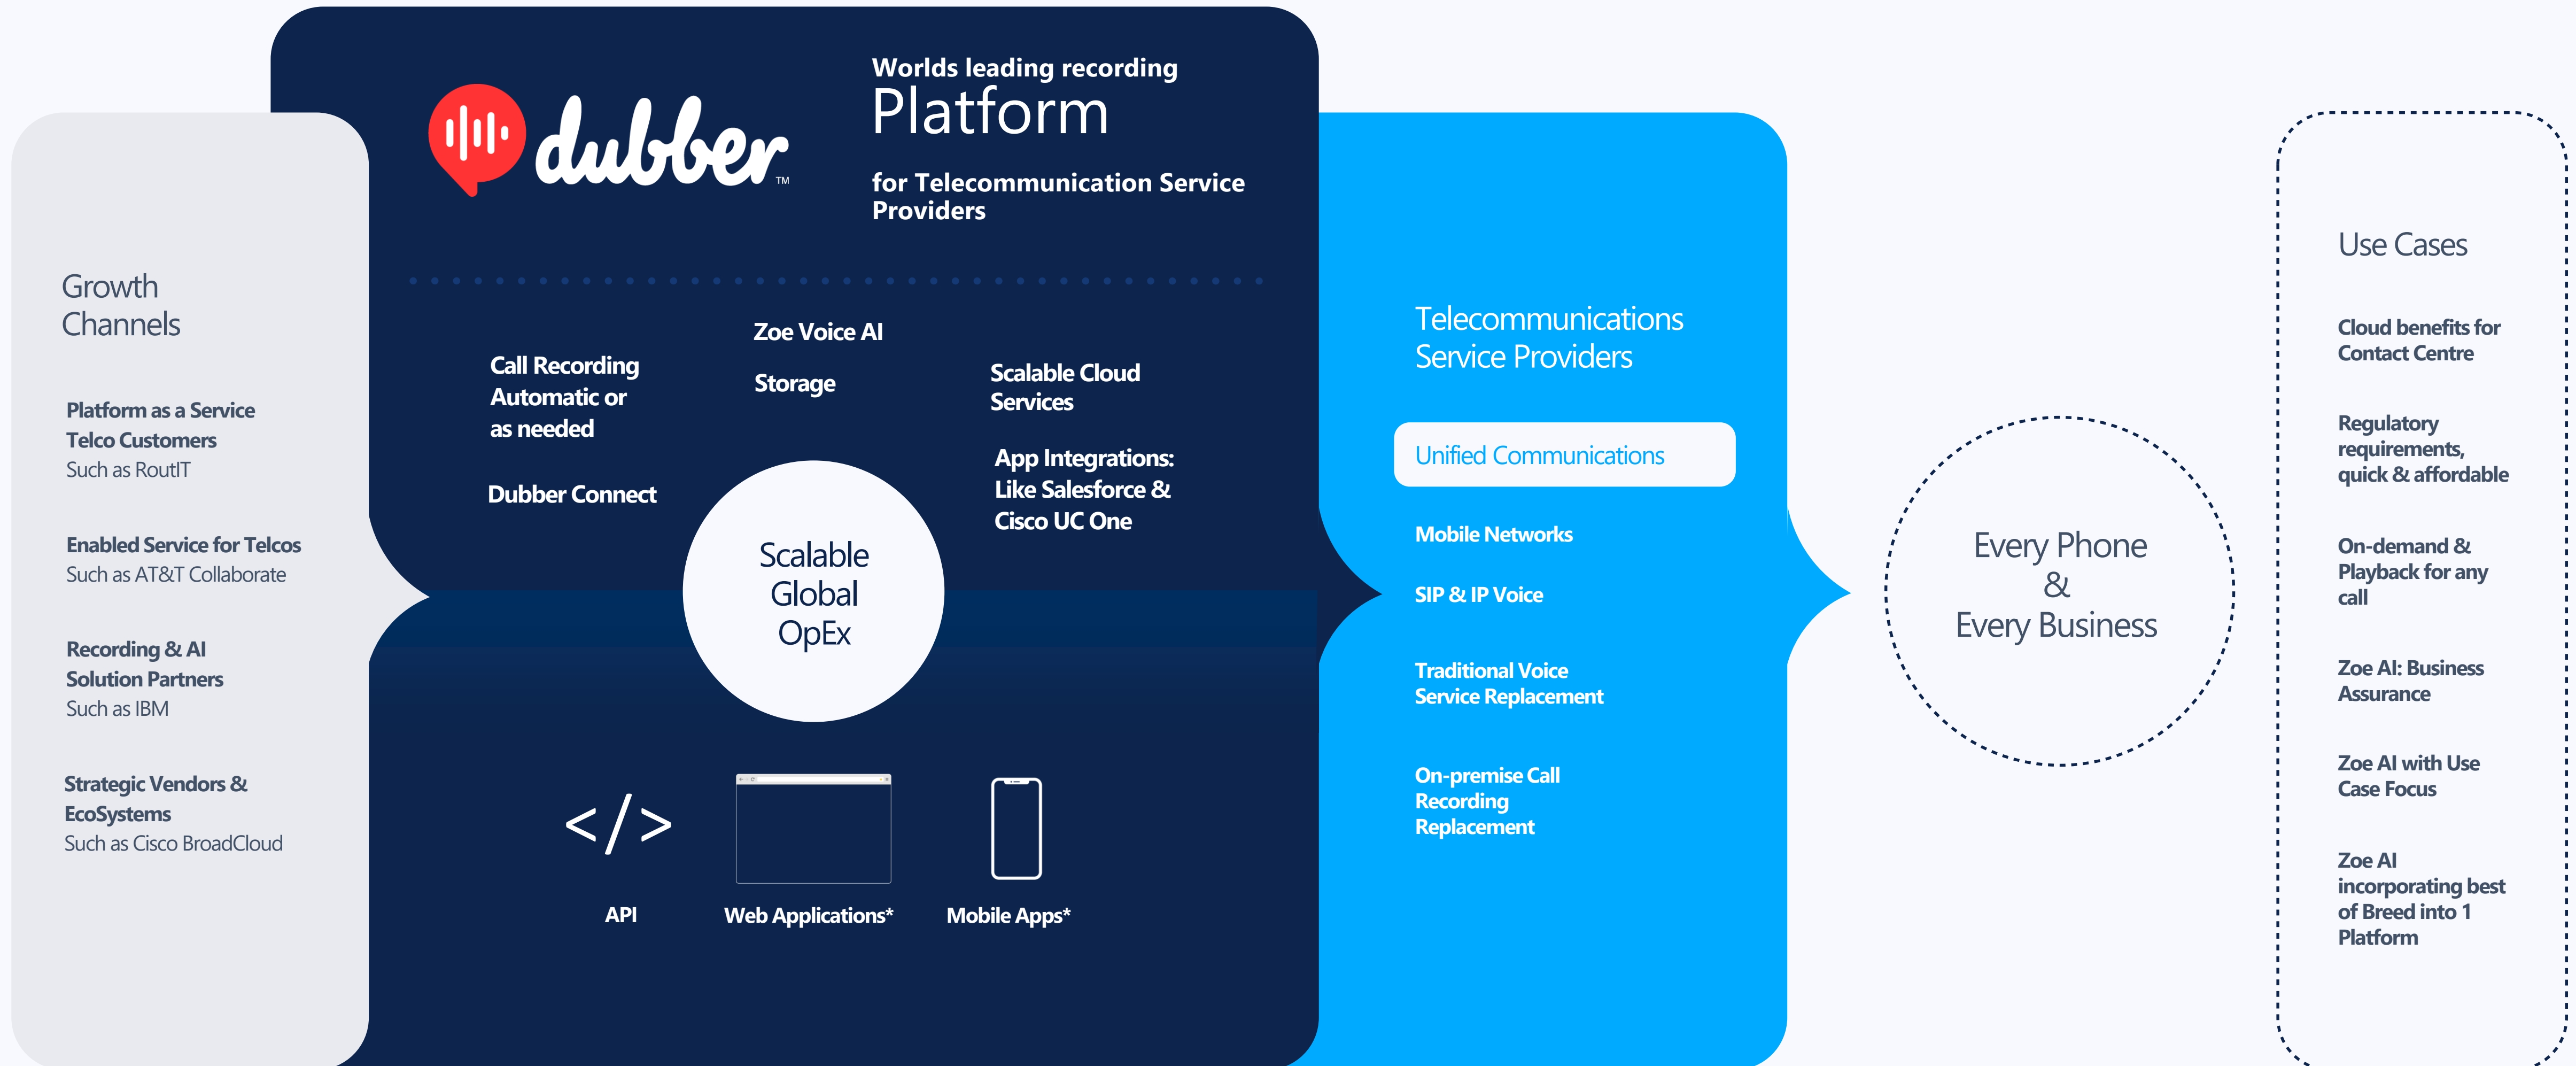 Growth
Channels
Platform as a Service
Telco Customers
Such as RoutIT
Enabled Service for Telcos
Such as AT&T Collaborate
Recording & AI
Solution Partners
Such as IBM
Strategic Vendors &
EcoSystems
Such as Cisco BroadCloud
dubber™
Worlds leading recording
Platform
for Telecommunication Service
Providers
Call Recording
Automatic or
as needed
Dubber Connect
Zoe Voice AI
Storage
Scalable Cloud
Services
App Integrations:
Like Salesforce &
Cisco UC One
Scalable
Global
OpEx
</>
API
Web Applications*
Mobile Apps*
Telecommunications
Service Providers
Unified Communications
Mobile Networks
SIP & IP Voice
Traditional Voice
Service Replacement
On-premise Call
Recording
Replacement
Every Phone
&
Every Business
Use Cases
Cloud benefits for
Contact Centre
Regulatory
requirements,
quick & affordable
On-demand &
Playback for any
call
Zoe AI: Business
Assurance
Zoe AI with Use
Case Focus
Zoe AI
incorporating best
of Breed into 1
Platform